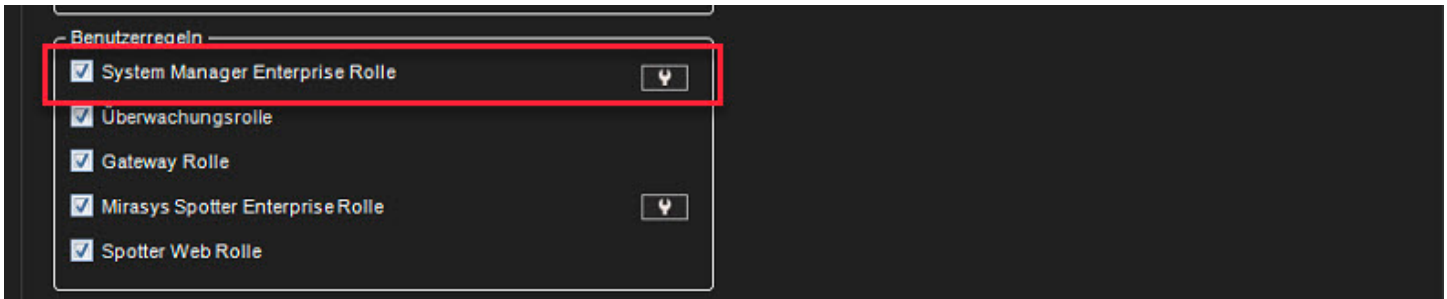 Benutzerregeln
System Manager Enterprise Rolle
Überwachungsrolle
Gateway Rolle
Mirasys Spotter Enterprise Rolle
Spotter Web Rolle